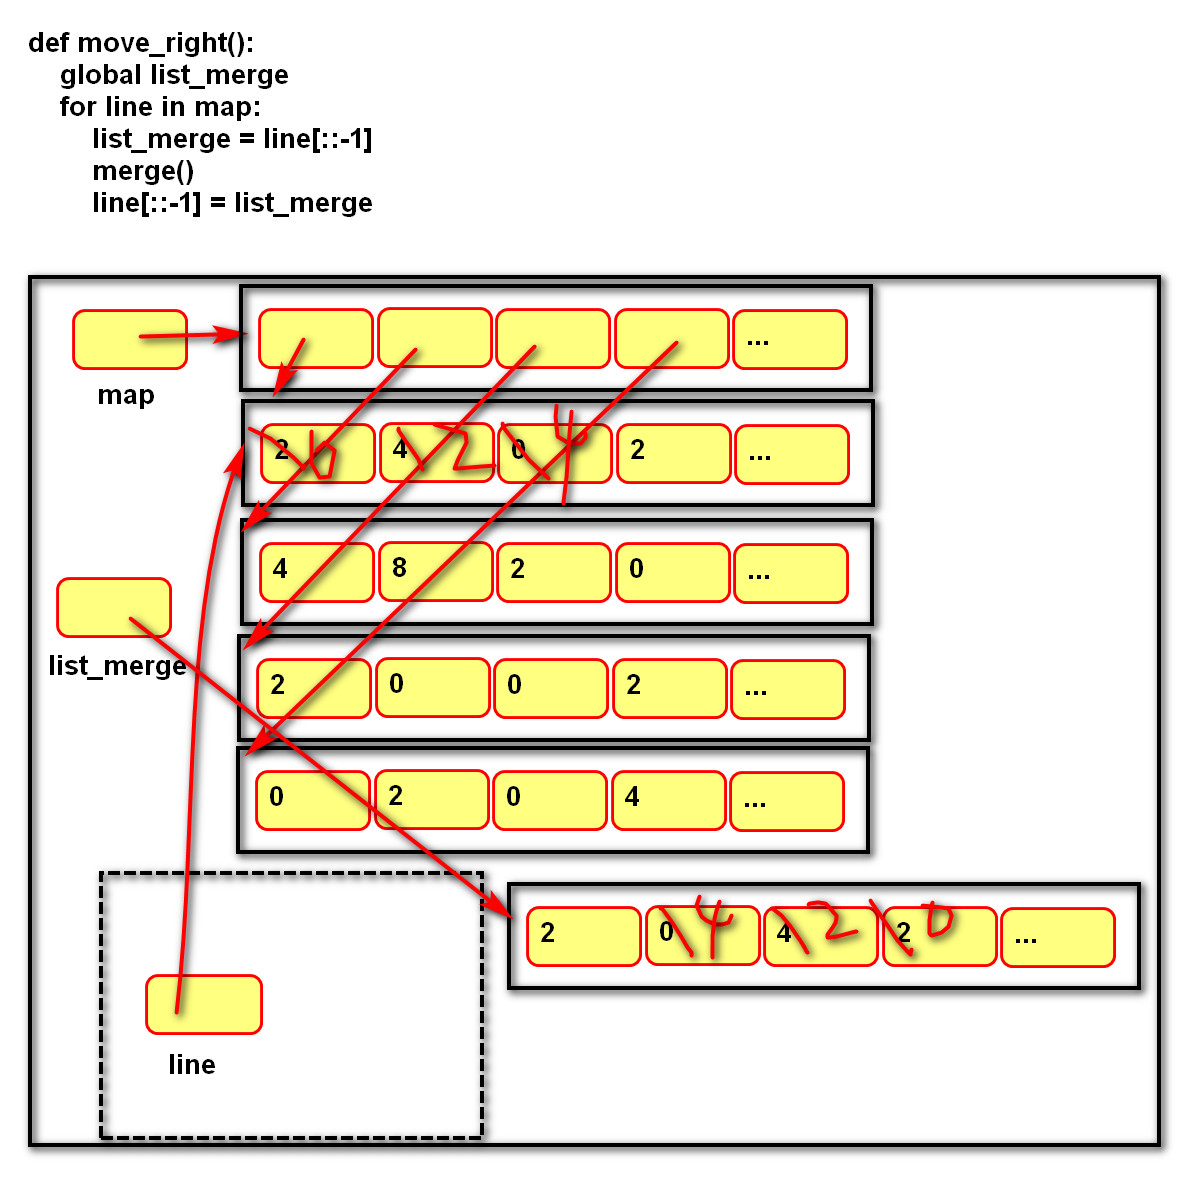 def move_right():
global list_merge
for line in map:
list_merge = line[::-1]
merge()
line[::-1] = list_merge
...
map
2 0 4 2 0 4 2 ...
4 8 2 0 ...
list_merge
2 0 0 2 ...
0 2 0 4 ...
2 0 4 4 2 2 0 ...
line